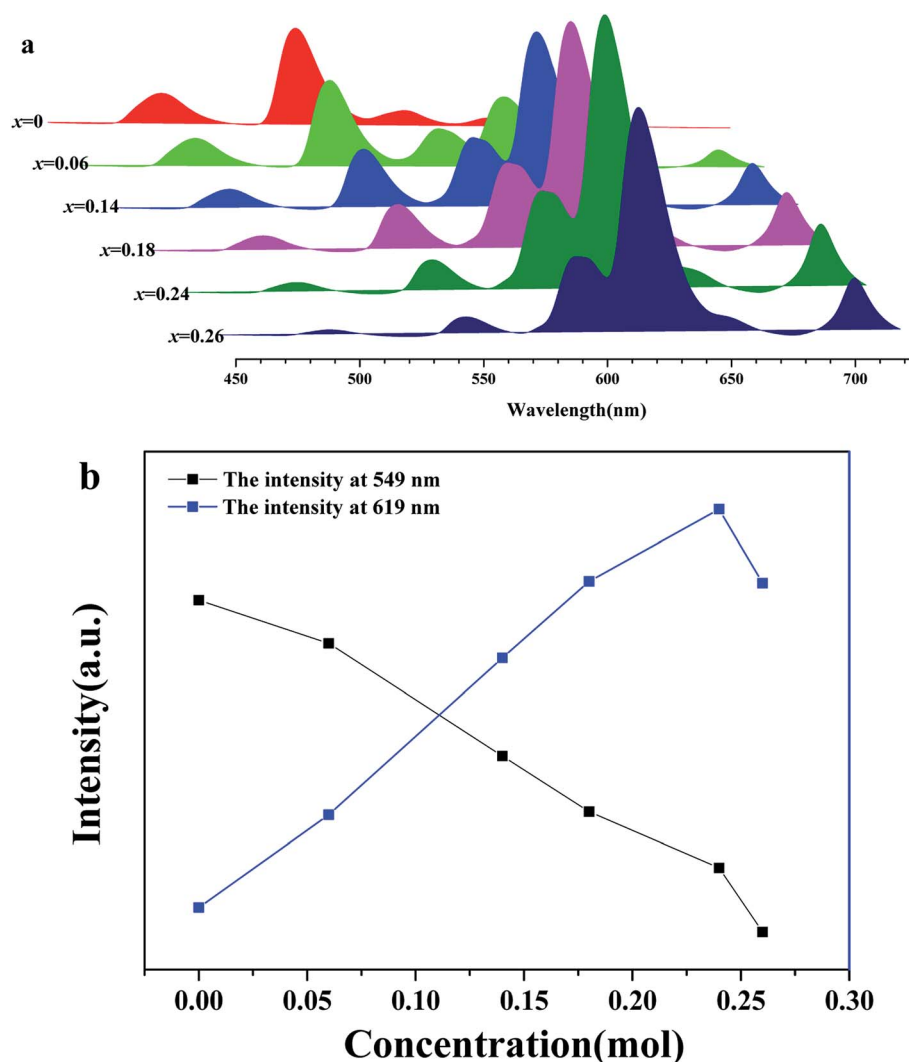 a
x=0
x=0.06
x=0.14
x=0.18
x=0.24
x=0.26
450 500 550 600 650 700
Wavelength(nm)
b
The intensity at 549 nm
The intensity at 619 nm
Intensity(a.u.)
0.00 0.05 0.10 0.15 0.20 0.25 0.30
Concentration(mol)